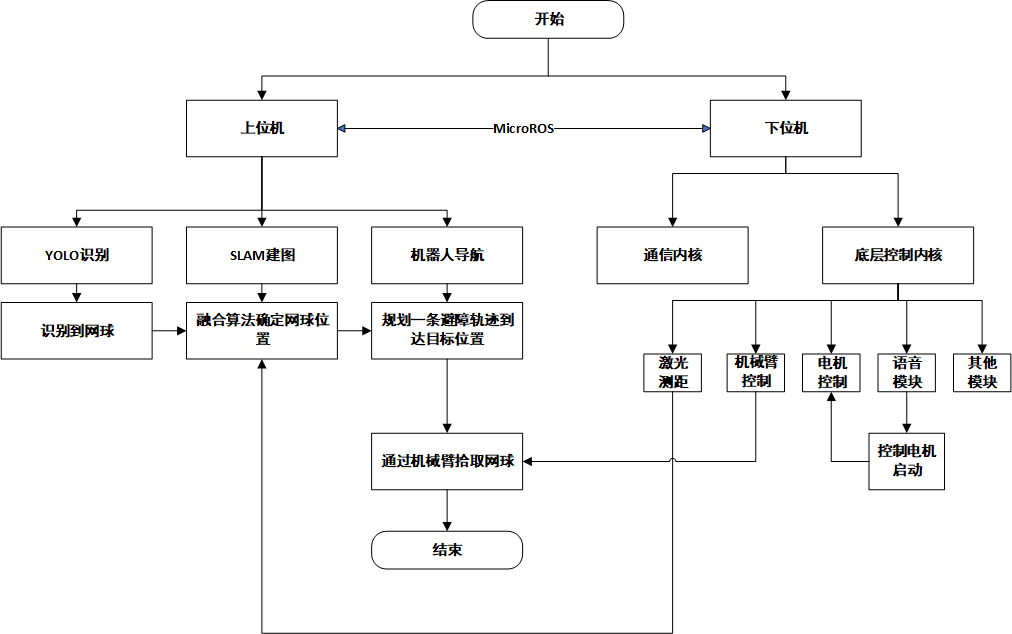 开始
上位机
MicroROS
下位机
YOLO识别
SLAM建图
机器人导航
通信内核
底层控制内核
识别到网球
融合算法确定网球位
置
规划一条避障轨迹到
达目标位置
激光
测距
机械臂
控制
电机
控制
语音
模块
其他
模块
通过机械臂拾取网球
控制电机
启动
结束